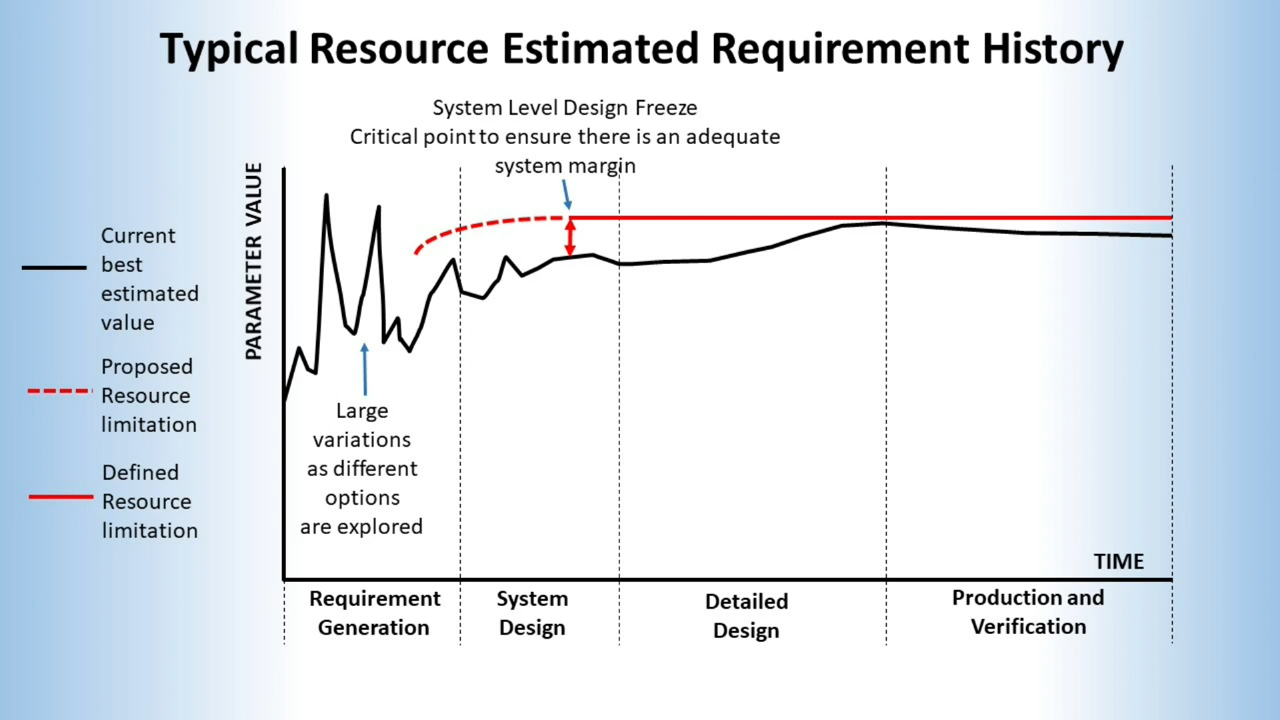 Typical Resource Estimated Requirement History
System Level Design Freeze
Critical point to ensure there is an adequate
system margin
PARAMETER VALUE
Current
best
estimated
value
Proposed
Resource
limitation
Defined
Resource
limitation
Large
variations
as different
options
are explored
TIME
Requirement
Generation
System
Design
Detailed
Design
Production and
Verification